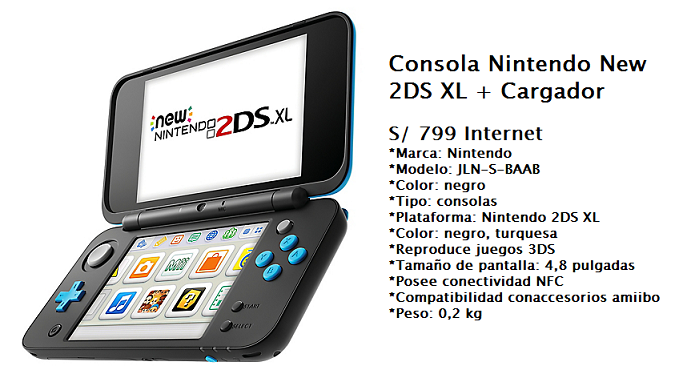 new
NINTENDO 2DS XL
START
SELECT
Consola Nintendo New
2DS XL + Cargador
S/ 799 Internet
*Marca: Nintendo
*Modelo: JLN-S-BAAB
*Color: negro
*Tipo: consolas
*Plataforma: Nintendo 2DS XL
*Color: negro, turquesa
*Reproduce juegos 3DS
*Tamaño de pantalla: 4,8 pulgadas
*Posee conectividad NFC
*Compatibilidad conaccesorios amiibo
*Peso: 0,2 kg